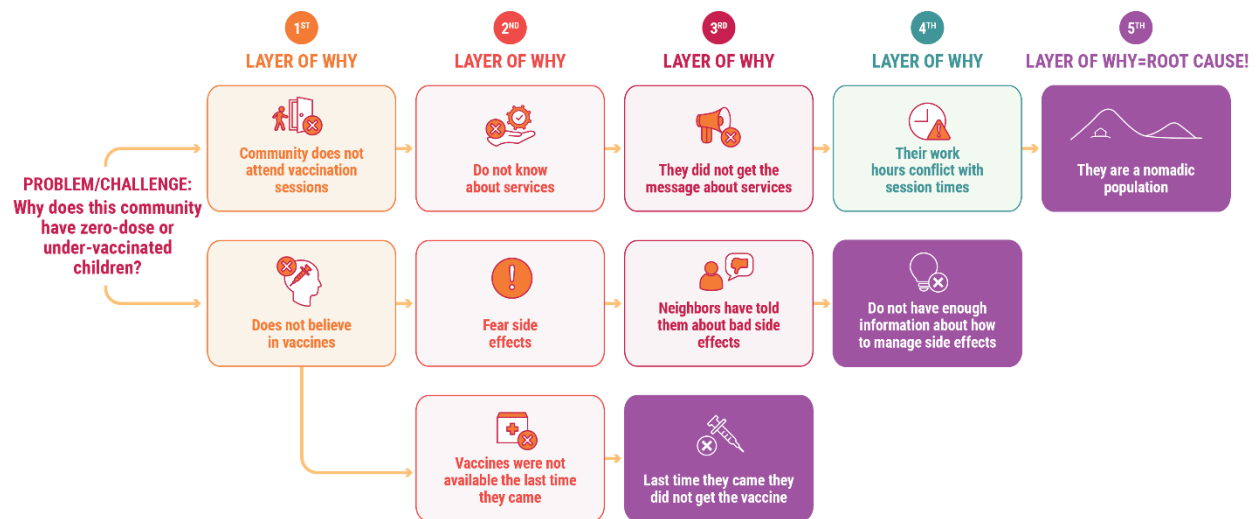 1ST
2ND
3RD
4TH
5TH
LAYER OF WHY
LAYER OF WHY
LAYER OF WHY
LAYER OF WHY
LAYER OF WHY=ROOT CAUSE!
PROBLEM/CHALLENGE:
Why does this community
have zero-dose or
under-vaccinated
children?
Community does not
attend vaccination
sessions
Do not know
about services
They did not get the
message about services
Their work
hours conflict with
session times
They are a nomadic
population
Does not believe
in vaccines
Fear side
effects
Neighbors have told
them about bad side
effects
Do not have enough
information about how
to manage side effects
Vaccines were not
available the last time
they came
Last time they came they
did not get the vaccine